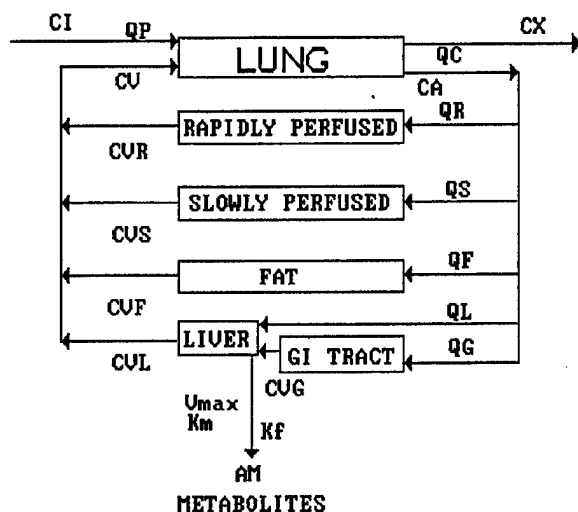 CI
QP
CX
LUNG
QC
CV
CA
QR
RAPIDLY PERFUSED
CVR
QS
SLOWLY PERFUSED
CVS
QF
FAT
CVF
QL
LIVER
QG
GI TRACT
CVL
CVG
Vmax
Km
Kf
AM
METABOLITES